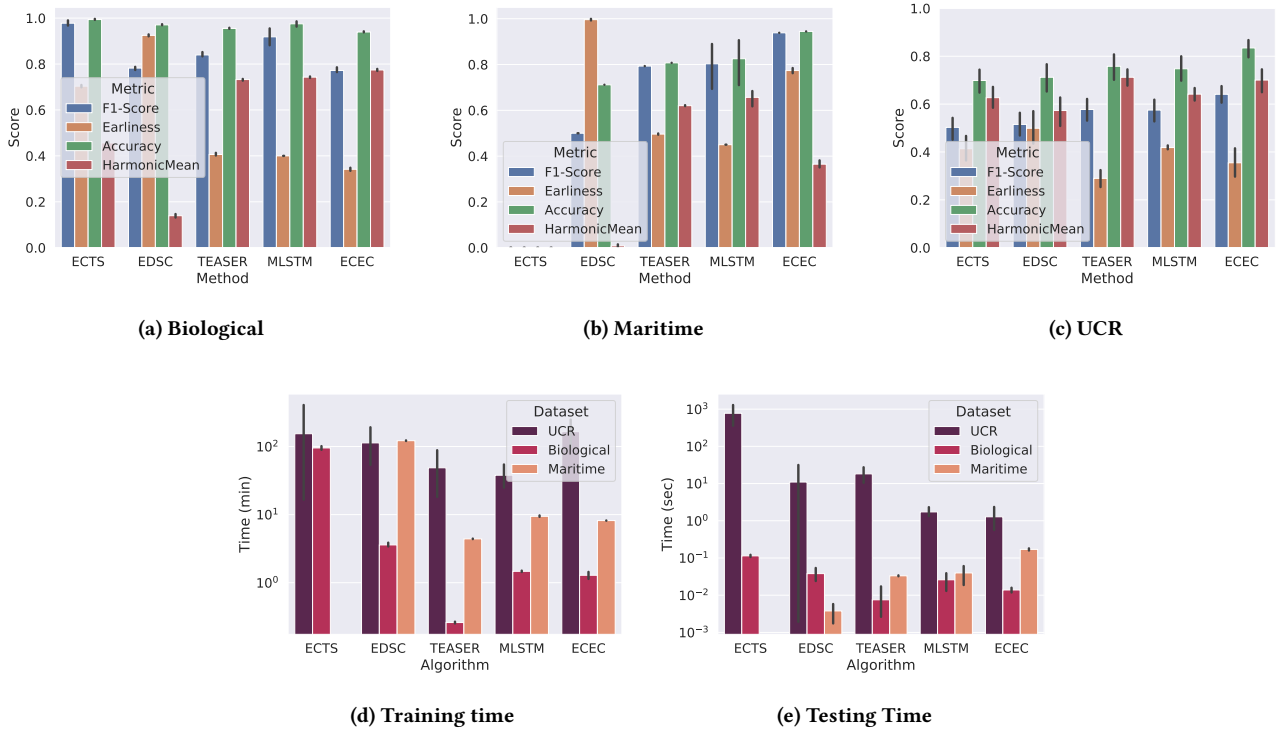 1.0
0.8
0.6
0.4
0.2
0.0
Score
Metric
F1-Score
Earliness
Accuracy
HarmonicMean
ECTS EDSC TEASER MLSTM ECEC
Method
(a) Biological
1.0
0.8
0.6
0.4
0.2
0.0
Score
Metric
F1-Score
Earliness
Accuracy
HarmonicMean
ECTS EDSC TEASER MLSTM ECEC
Method
(b) Maritime
1.0
0.8
0.6
0.4
0.2
0.0
Score
Metric
F1-Score
Earliness
Accuracy
HarmonicMean
ECTS EDSC TEASER MLSTM ECEC
Method
(c) UCR
10²
10¹
10⁰
Time (min)
Dataset
UCR
Biological
Maritime
ECTS EDSC TEASER MLSTM ECEC
Algorithm
(d) Training time
10³
10²
10¹
10⁰
10⁻¹
10⁻²
10⁻³
Time (sec)
Dataset
UCR
Biological
Maritime
ECTS EDSC TEASER MLSTM ECEC
Algorithm
(e) Testing Time